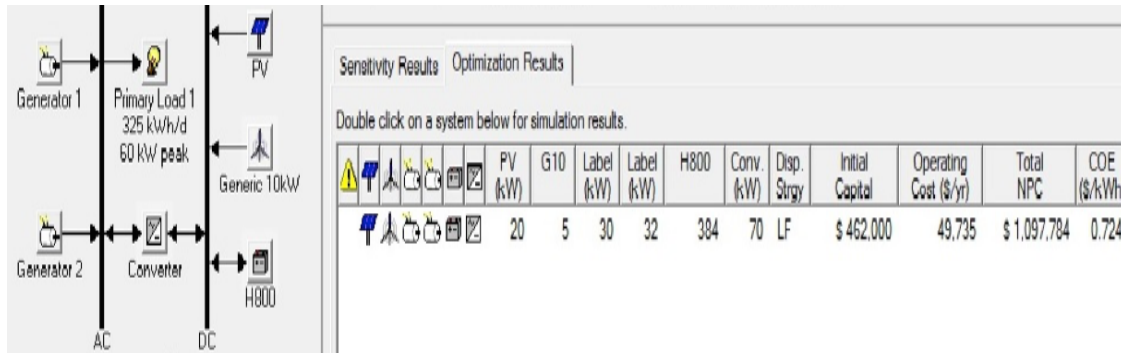 Generator 1
Primary Load 1
325 kWh/d
60 kW peak
PV
Generic 10kW
Generator 2
Converter
H800
AC
DC
Sensitivity Results
Optimization Results
Double click on a system below for simulation results.
PV (kW) G10 Label (kW) Label (kW) H800 Conv. (kW) Disp. Strgy Initial Capital Operating Cost ($/yr) Total NPC COE ($/kWh
20 5 30 32 384 70 LF $ 462,000 49,735 $ 1,097,784 0.724